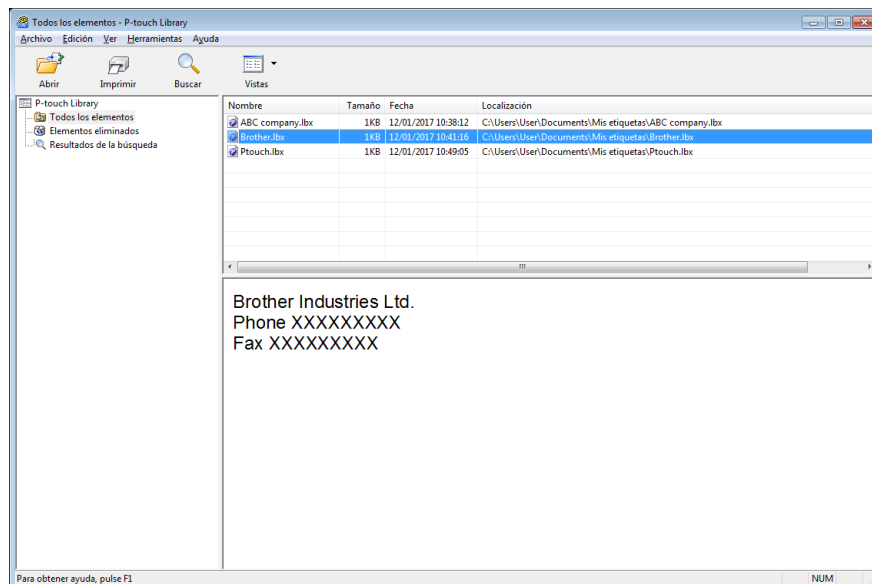 Todos los elementos - P-touch Library
Archivo Edición Ver Herramientas Ayuda
Abrir Imprimir Buscar Vistas
P-touch Library
Todos los elementos
Elementos eliminados
Resultados de la búsqueda
Nombre Tamaño Fecha Localización
ABC company.lbx 1KB 12/01/2017 10:38:12 C:\Users\User\Documents\Mis etiquetas\ABC company.lbx
Brother.lbx 1KB 12/01/2017 10:41:16 C:\Users\User\Documents\Mis etiquetas\Brother.lbx
Ptouch.lbx 1KB 12/01/2017 10:49:05 C:\Users\User\Documents\Mis etiquetas\Ptouch.lbx
Brother Industries Ltd.
Phone XXXXXXXXX
Fax XXXXXXXXX
Para obtener ayuda, pulse F1 NUM